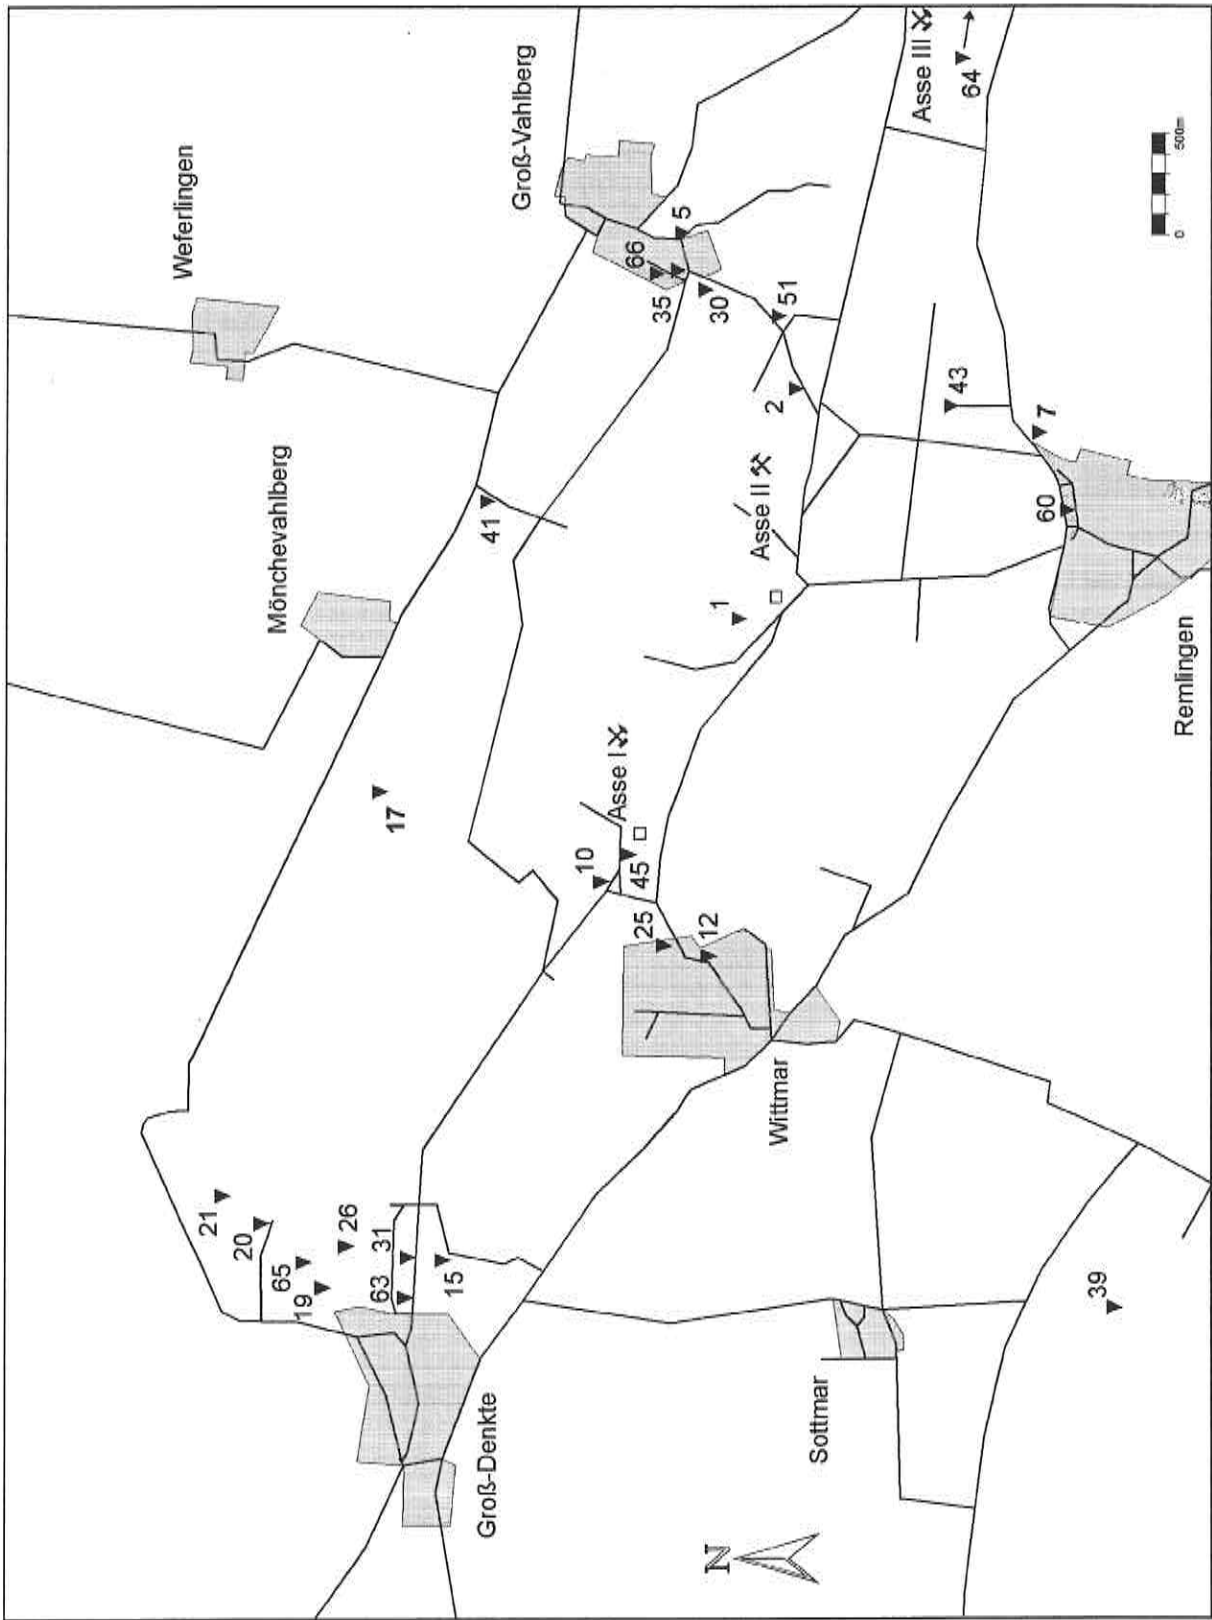 Weferlingen
Groß-Vahlberg
Mönchevahlberg
Asse III
64
66
5
35
30
51
2
43
7
60
41
Asse II
1
17
Asse I
10
45
25
12
Remlingen
0
500m
21
20
65
26
19
31
63
15
Wittmar
Groß-Denkte
39
Sottmar
N